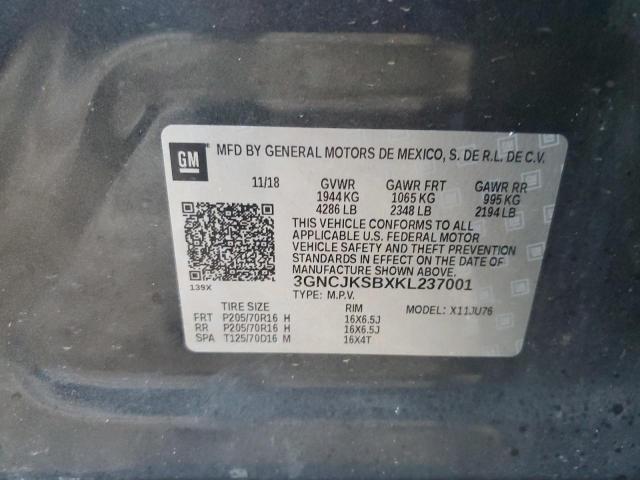 GM MFD BY GENERAL MOTORS DE MEXICO, S. DE R.L. DE C.V.
11/18 GVWR GAWR FRT GAWR RR
1944 KG 1065 KG 995 KG
4286 LB 2348 LB 2194 LB
THIS VEHICLE CONFORMS TO ALL
APPLICABLE U.S. FEDERAL MOTOR
VEHICLE SAFETY AND THEFT PREVENTION
STANDARDS IN EFFECT ON THE DATE OF
MANUFACTURE SHOWN ABOVE.
139X 3GNCJKSBXKL237001
TYPE: M.P.V. MODEL: X11JU76
TIRE SIZE RIM
FRT P205/70R16 H 16X6.5J
RR P205/70R16 H 16X6.5J
SPA T125/70D16 M 16X4T